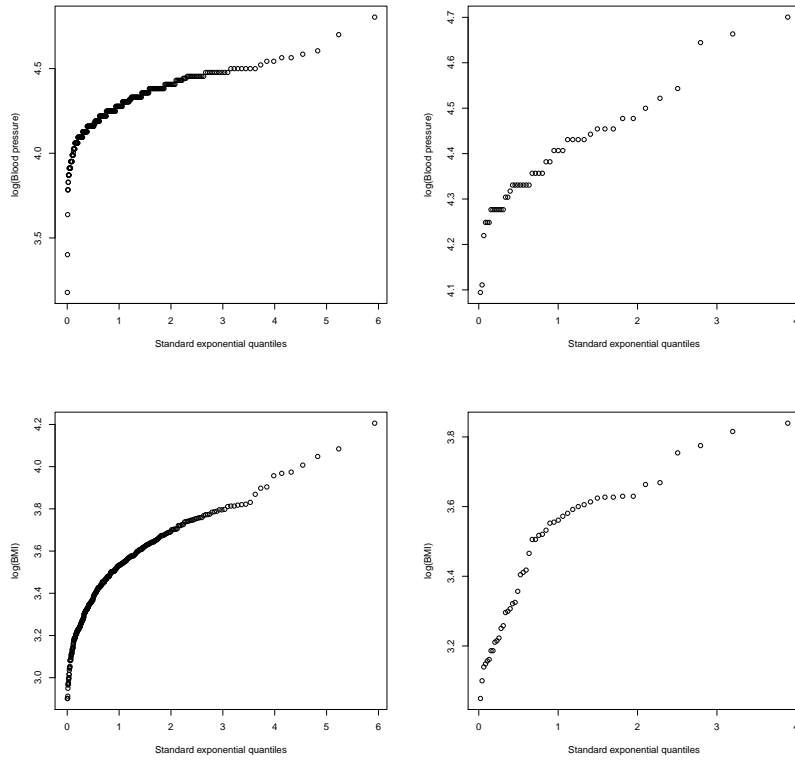 4.5
4.0
3.5
log(Blood pressure)
0 1 2 3 4 5 6
Standard exponential quantiles
4.7
4.6
4.5
4.4
4.3
4.2
4.1
log(Blood pressure)
0 1 2 3 4
Standard exponential quantiles
4.2
4.0
3.8
3.6
3.4
3.2
3.0
log(BMI)
0 1 2 3 4 5 6
Standard exponential quantiles
3.8
3.6
3.4
3.2
log(BMI)
0 1 2 3 4
Standard exponential quantiles